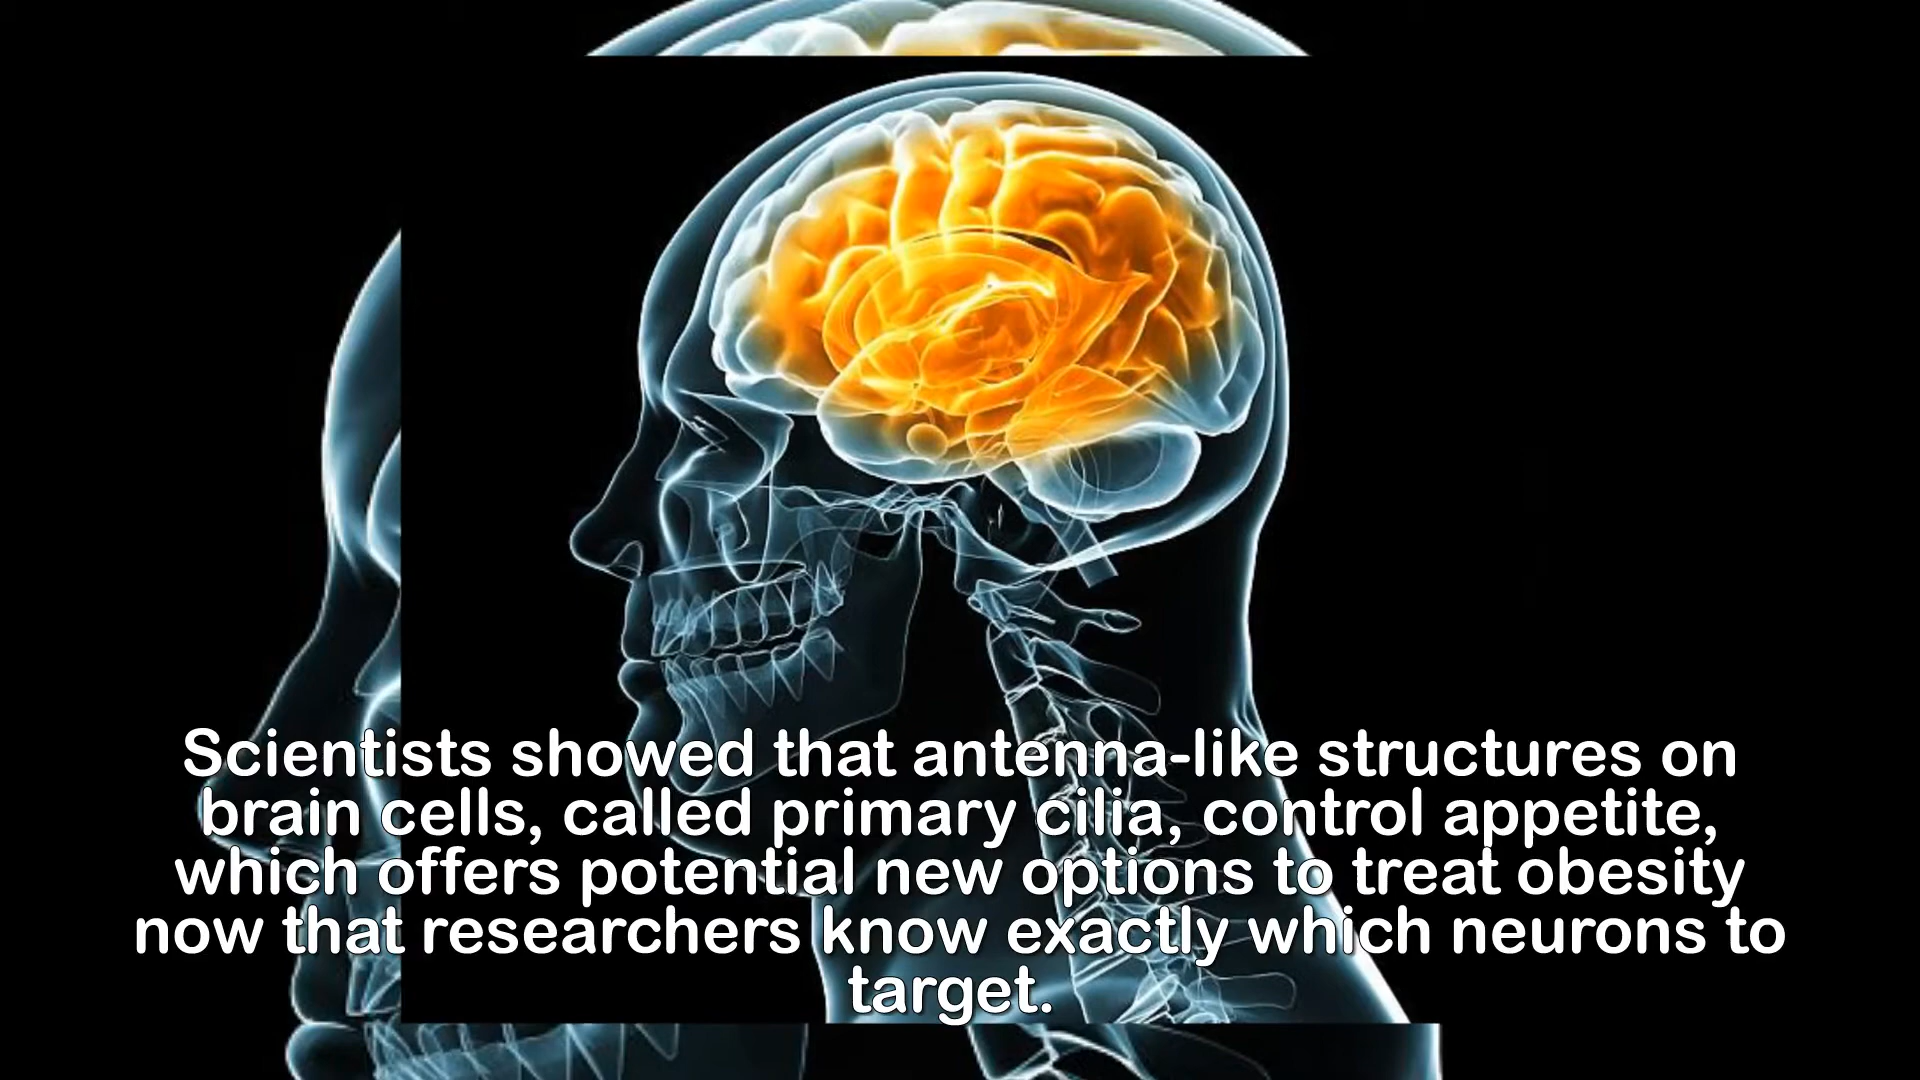 Scientists showed that antenna-like structures on
brain cells, called primary cilia, control appetite,
which offers potential new options to treat obesity
now that researchers know exactly which neurons to
target.